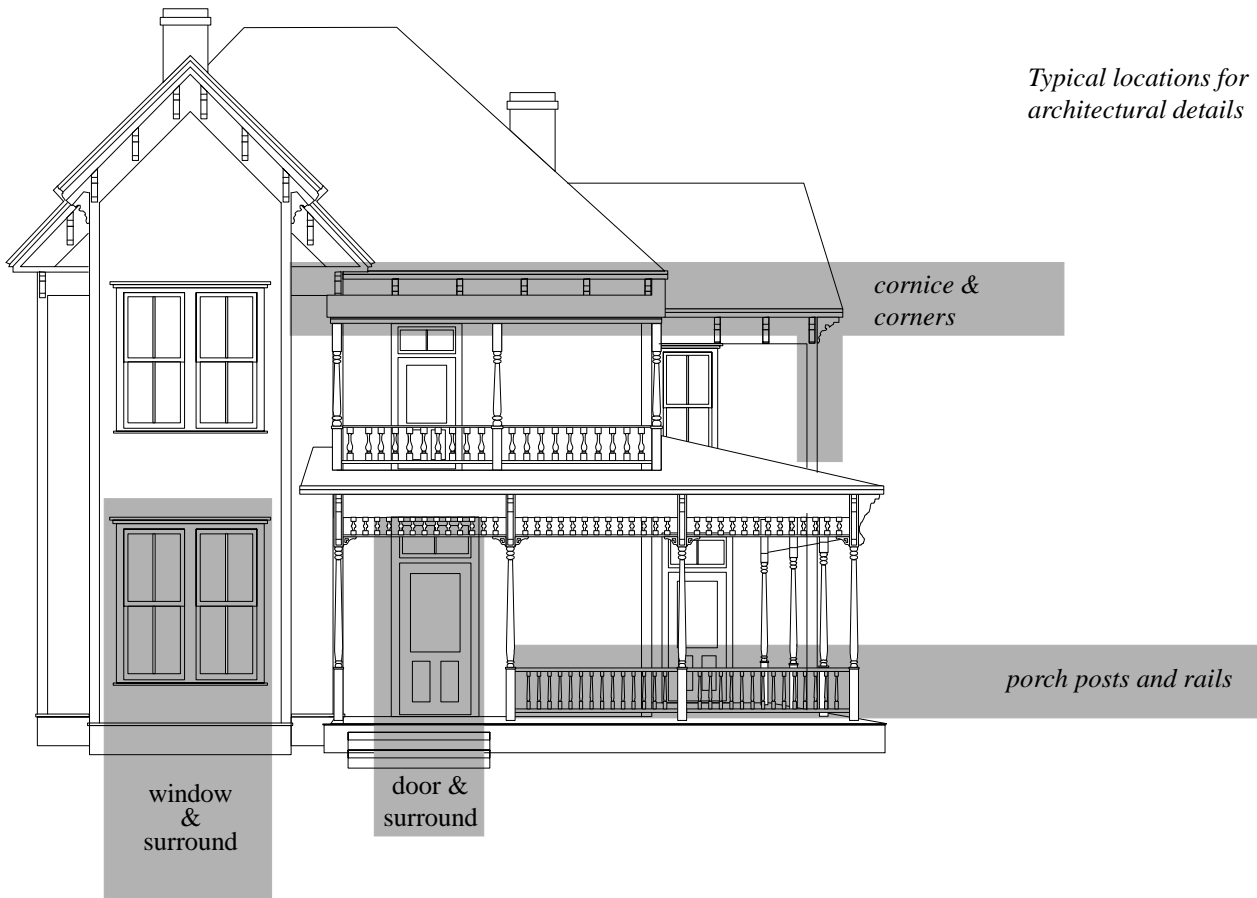 Typical locations for
architectural details
cornice &
corners
porch posts and rails
door &
surround
window
&
surround